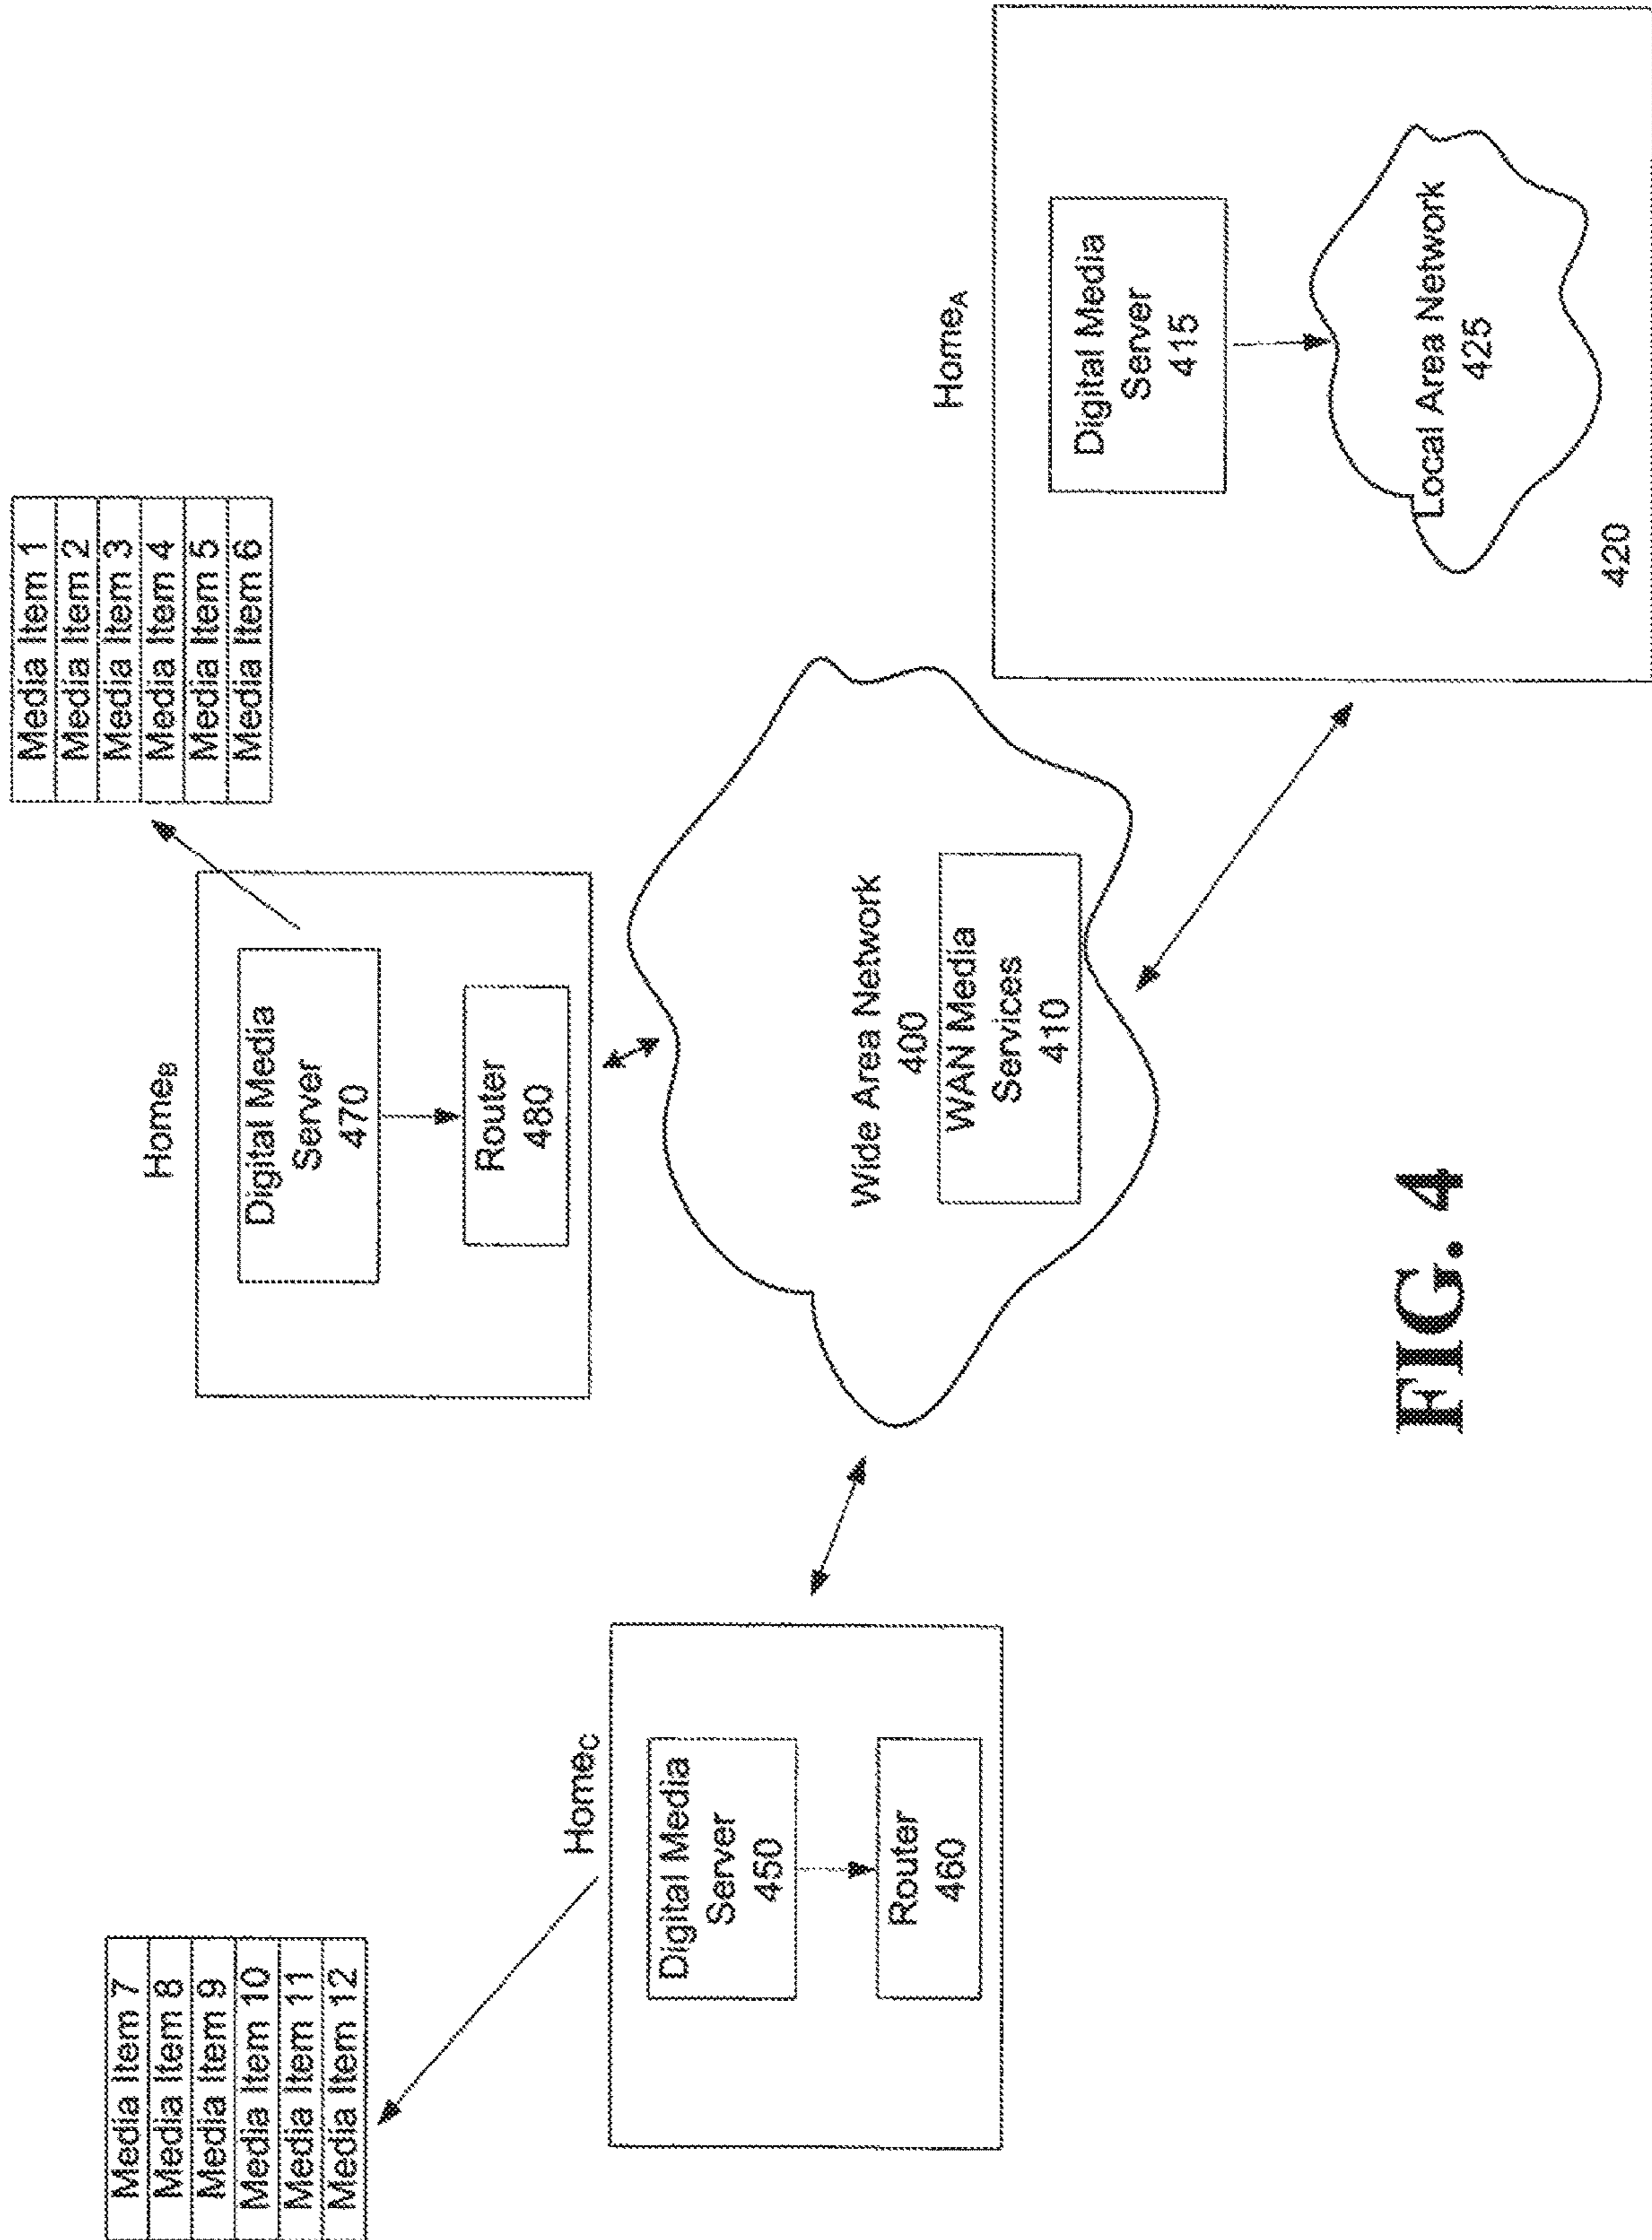 Media Item 7
Media Item 8
Media Item 9
Media Item 10
Media Item 11
Media Item 12
Home_C
Digital Media
Server
450
Router
460
Home_B
Digital Media
Server
470
Router
480
Media Item 1
Media Item 2
Media Item 3
Media Item 4
Media Item 5
Media Item 6
Wide Area Network
400
WAN Media
Services
410
Home_A
Digital Media
Server
415
Local Area Network
425
420
FIG. 4